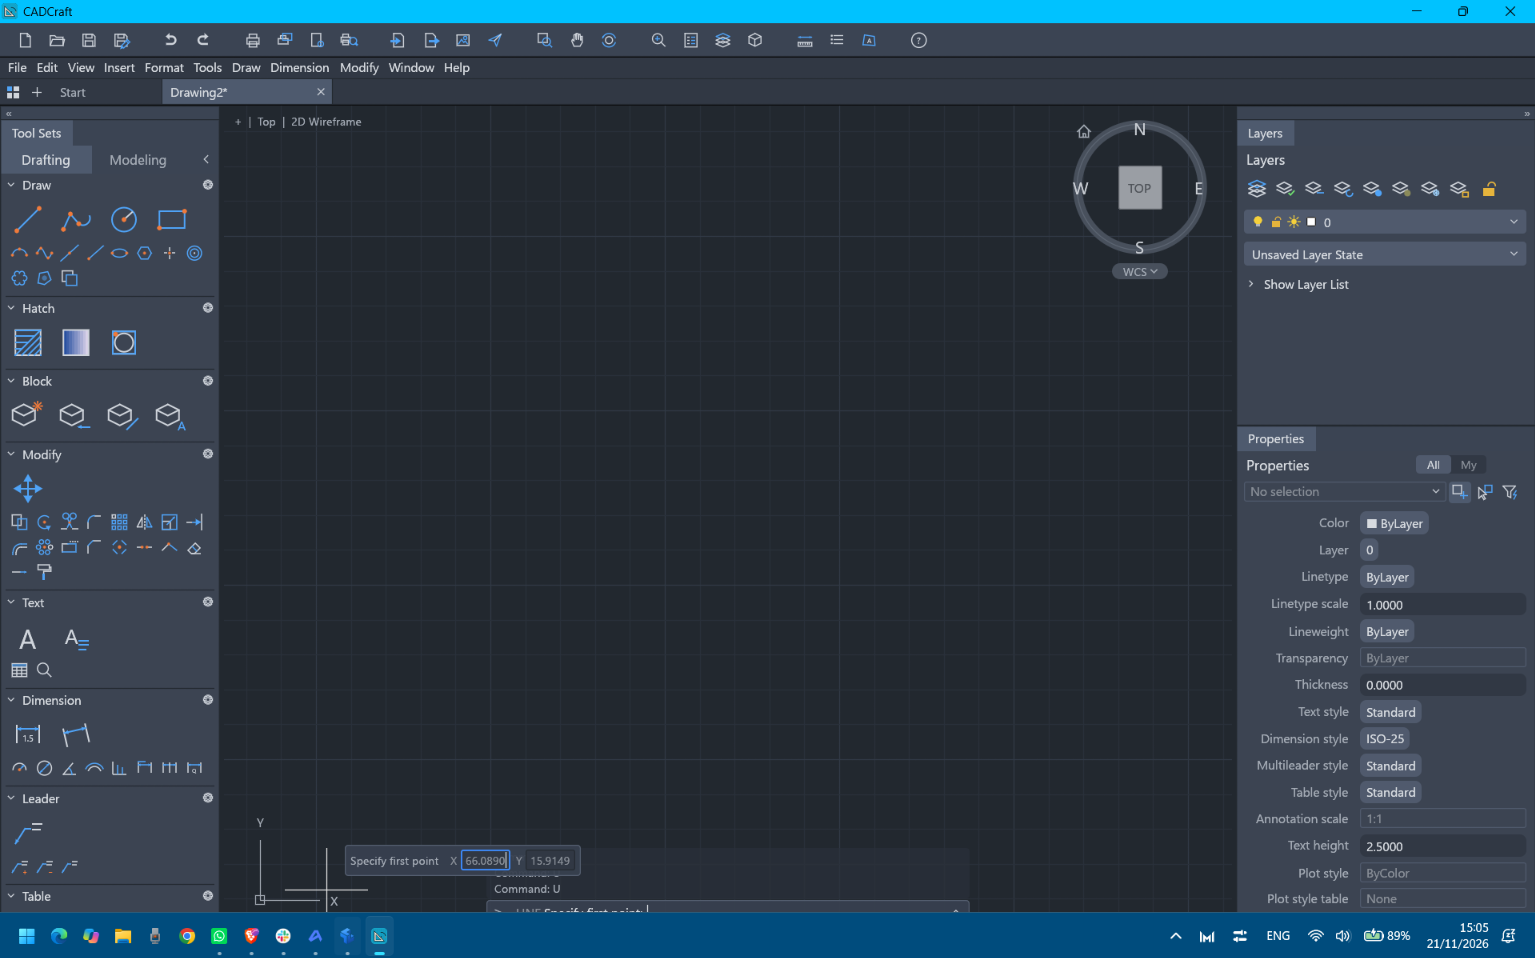 CADCraft
File Edit View Insert Format Tools Draw Dimension Modify Window Help
Start
Drawing2*
Tool Sets
Drafting
Modeling
Draw
Hatch
Block
Modify
Text
Dimension
Leader
Table
+ | Top | 2D Wireframe
N
W
TOP
E
S
WCS
Y
X
Specify first point X 66.0890 Y 15.9149
Command: U
Specify first point:
Layers
Layers
0
Unsaved Layer State
Show Layer List
Properties
Properties
All
My
No selection
Color ByLayer
Layer 0
Linetype ByLayer
Linetype scale 1.0000
Lineweight ByLayer
Transparency ByLayer
Thickness 0.0000
Text style Standard
Dimension style ISO-25
Multileader style Standard
Table style Standard
Annotation scale 1:1
Text height 2.5000
Plot style ByColor
Plot style table None
ENG
89%
15:05
21/11/2026